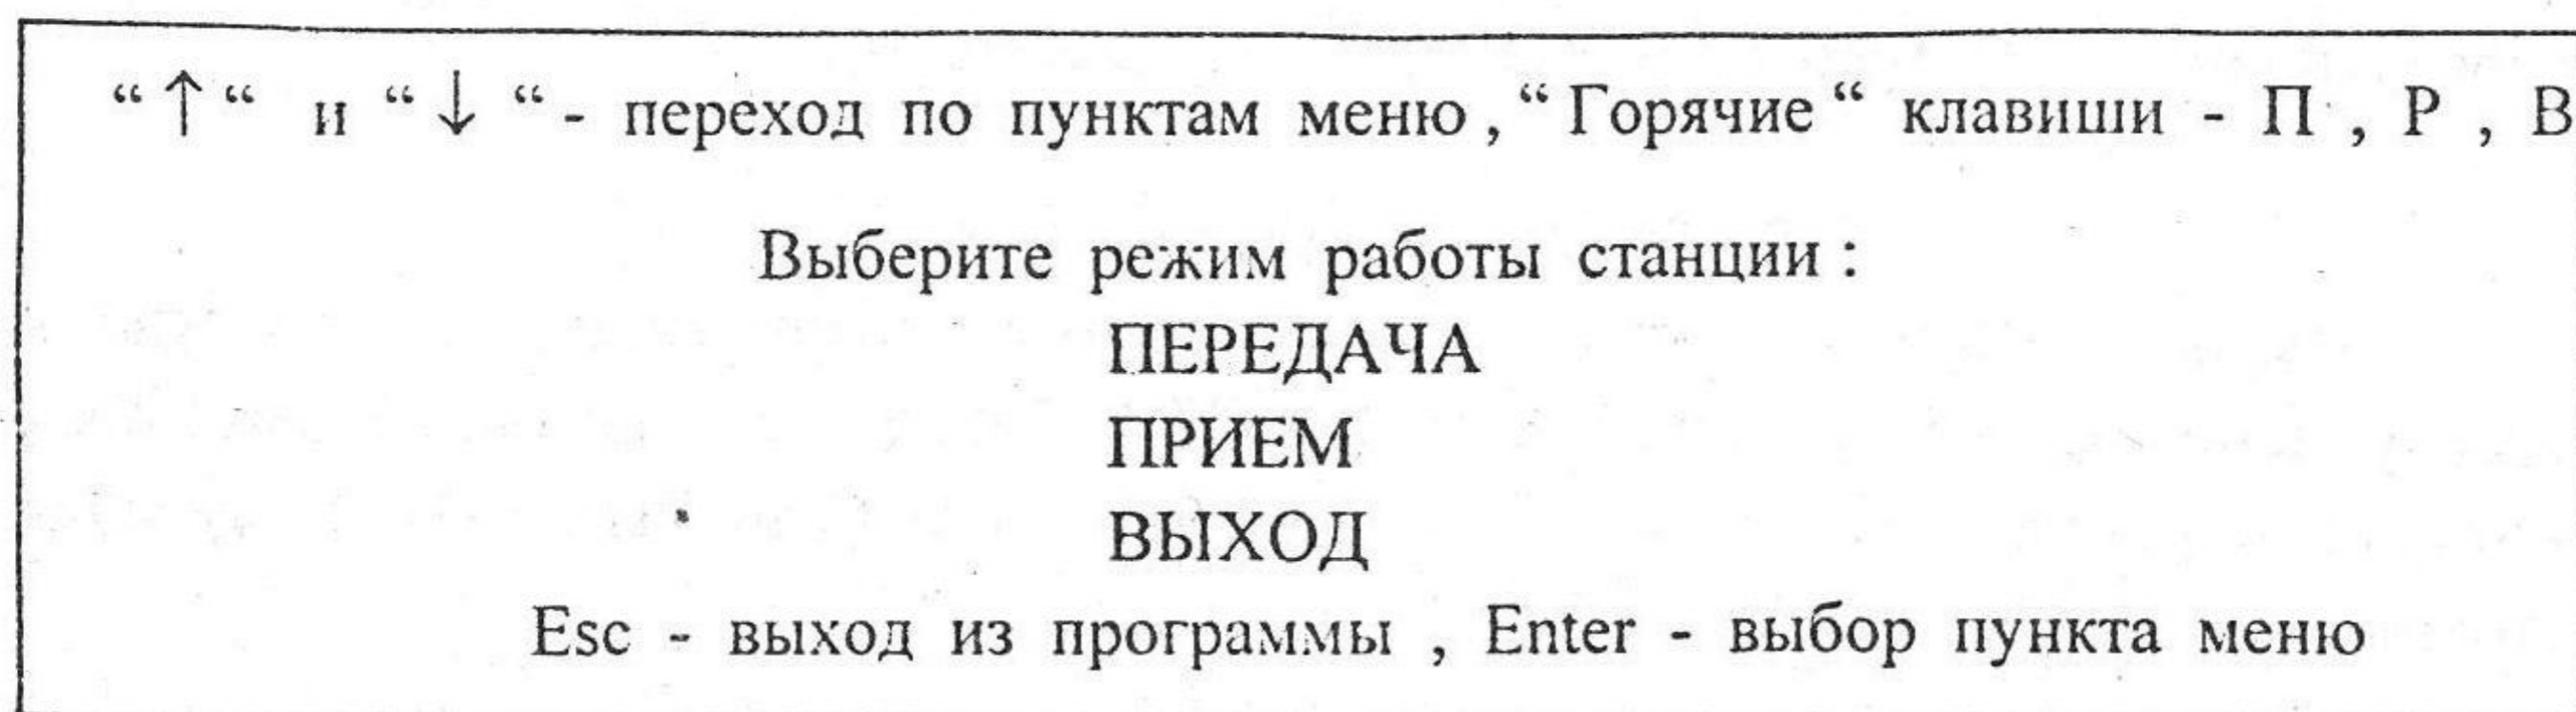 “↑“ и “↓ “- переход по пунктам меню ,“ Горячие “ клавиши - П , Р , В
Выберите режим работы станции :
ПЕРЕДАЧА
ПРИЕМ
ВЫХОД
Esc - выход из программы , Enter - выбор пункта меню